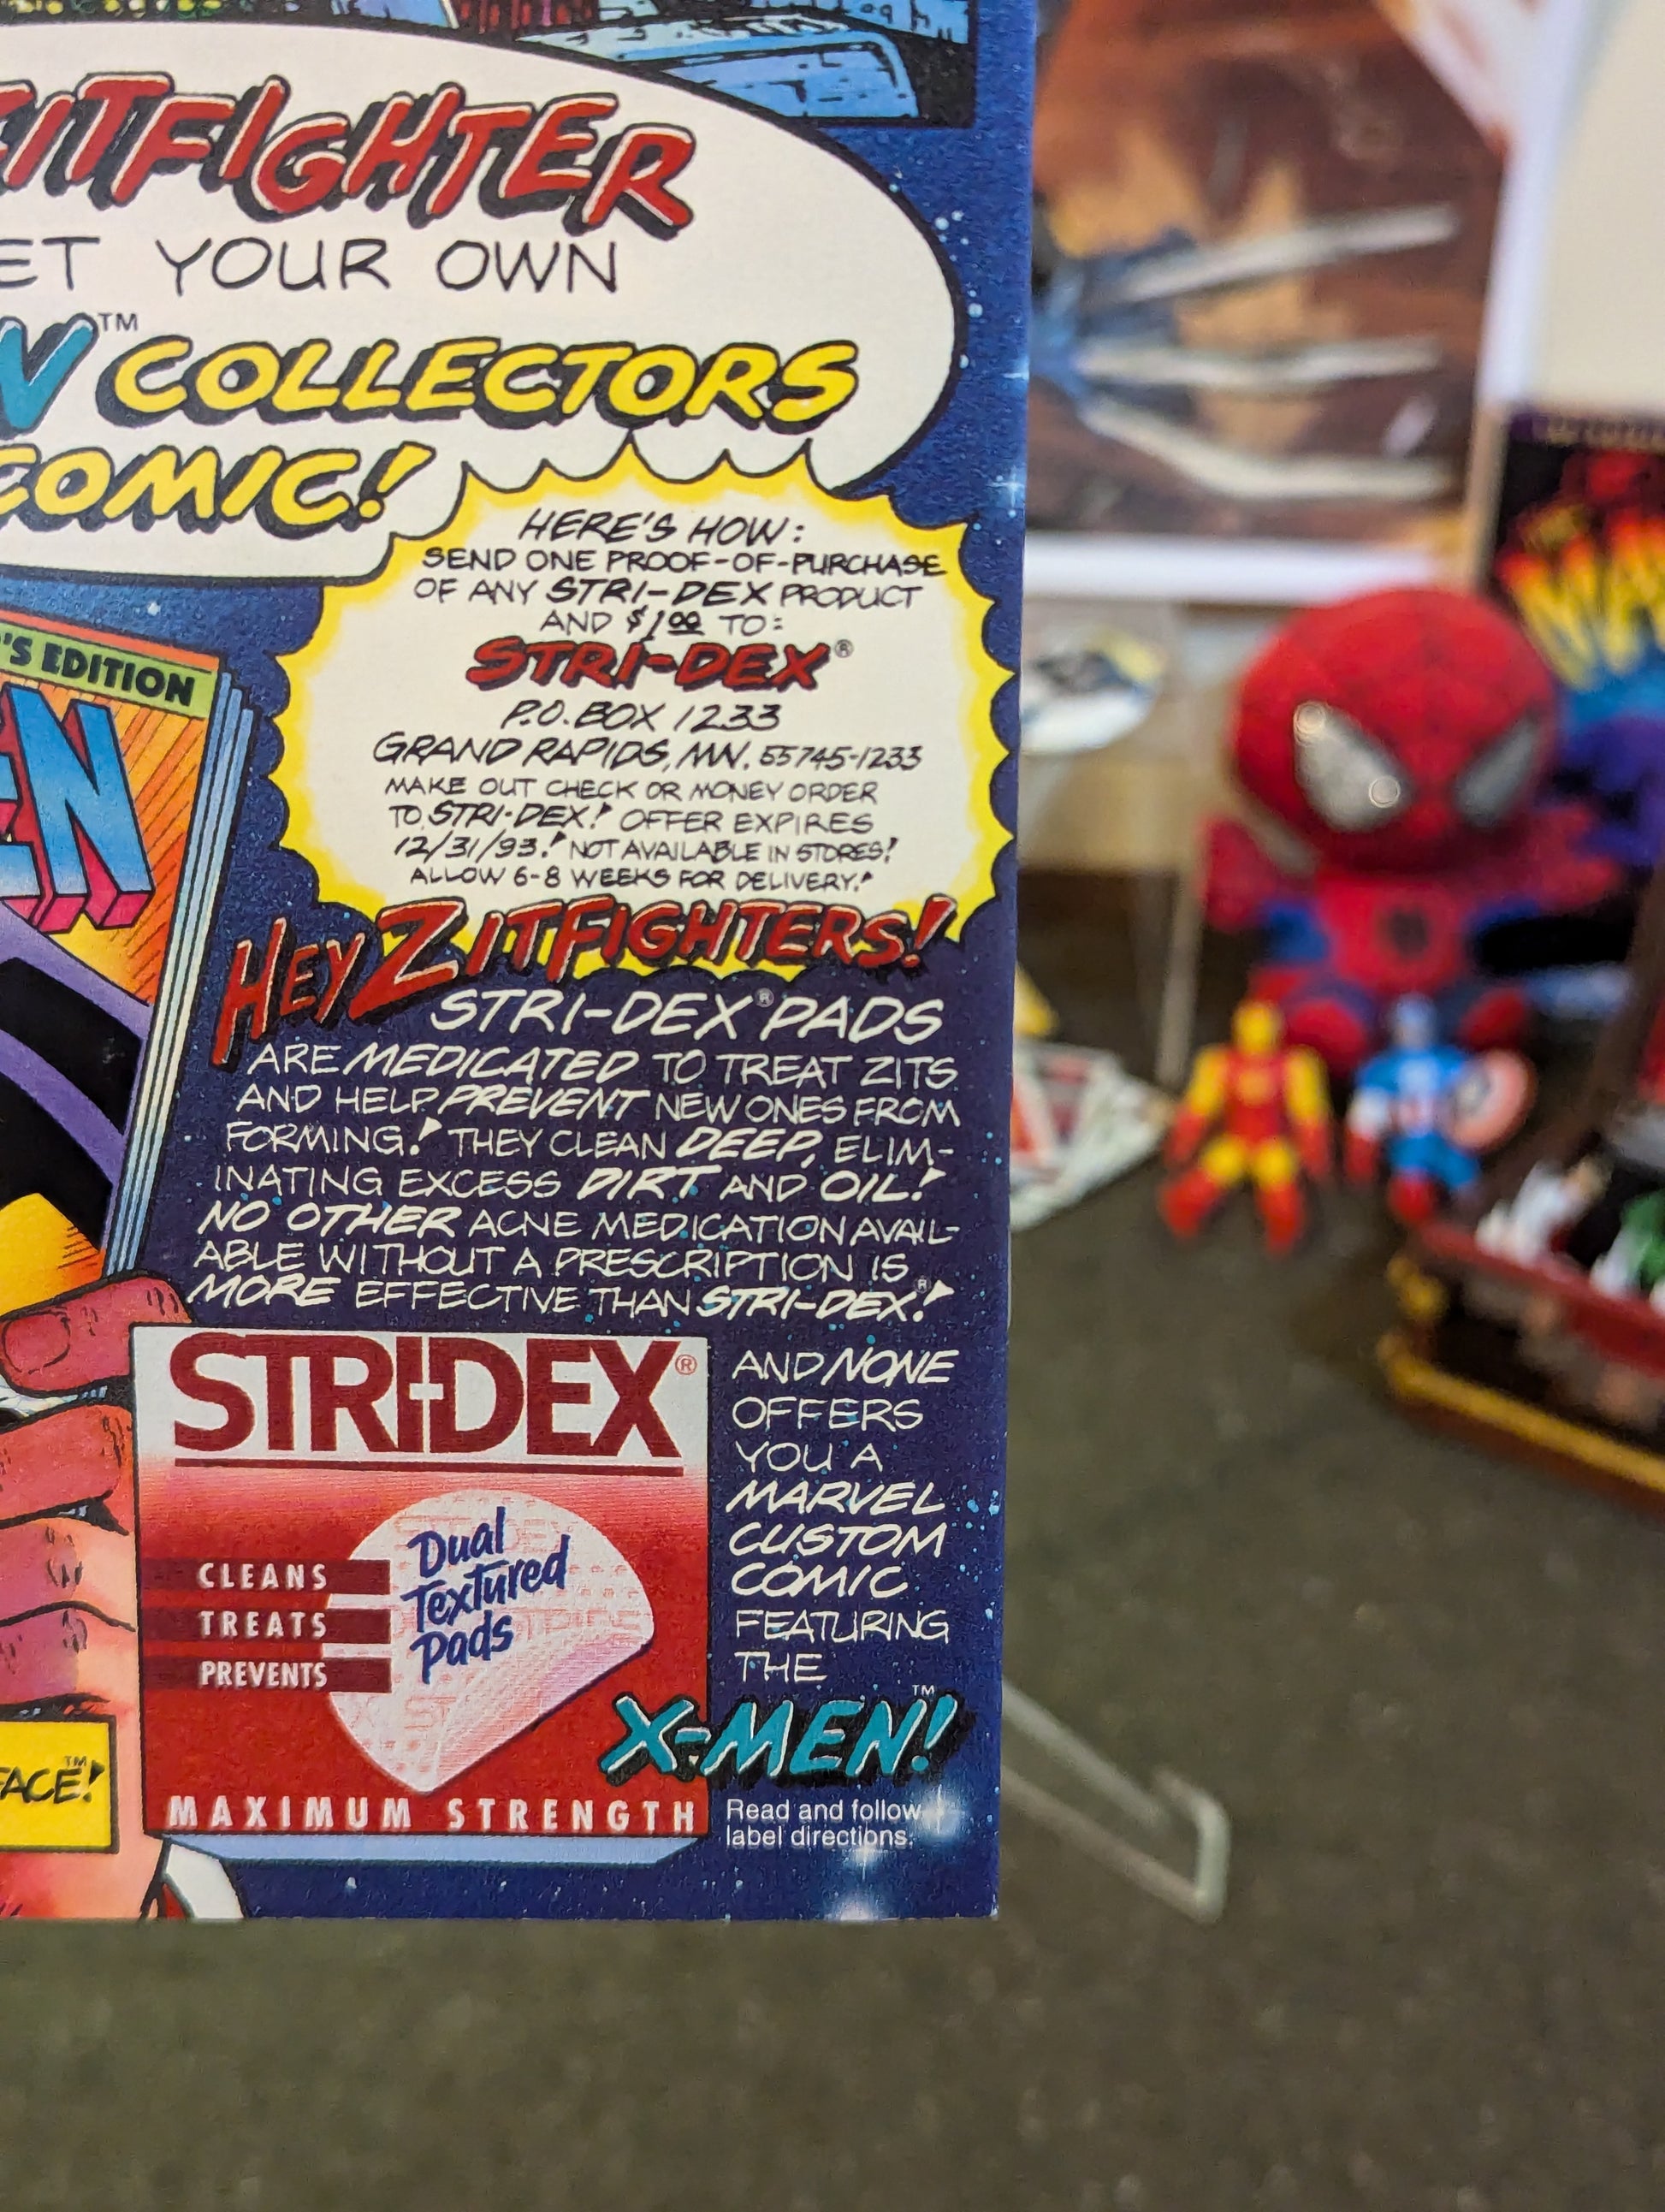 ZITFIGHTER
ET YOUR OWN
N™ COLLECTORS
COMIC!
HERE'S HOW:
SEND ONE PROOF-OF-PURCHASE
OF ANY STRI-DEX PRODUCT
AND $1.00 TO:
STRI-DEX®
P.O. BOX 1233
GRAND RAPIDS, MN. 55745-1233
MAKE OUT CHECK OR MONEY ORDER
TO STRI-DEX! OFFER EXPIRES
12/31/93! NOT AVAILABLE IN STORES!
ALLOW 6-8 WEEKS FOR DELIVERY!
'S EDITION
EN
HEY ZITFIGHTERS!
STRI-DEX® PADS
ARE MEDICATED TO TREAT ZITS
AND HELP PREVENT NEW ONES FROM
FORMING! THEY CLEAN DEEP, ELIM-
INATING EXCESS DIRT AND OIL!
NO OTHER ACNE MEDICATION AVAIL-
ABLE WITHOUT A PRESCRIPTION IS
MORE EFFECTIVE THAN STRI-DEX®!
STRI-DEX®
Dual
Textured
Pads
CLEANS
TREATS
PREVENTS
MAXIMUM STRENGTH
AND NONE
OFFERS
YOU A
MARVEL
CUSTOM
COMIC
FEATURING
THE
X-MEN!™
Read and follow
label directions.
FACE!™